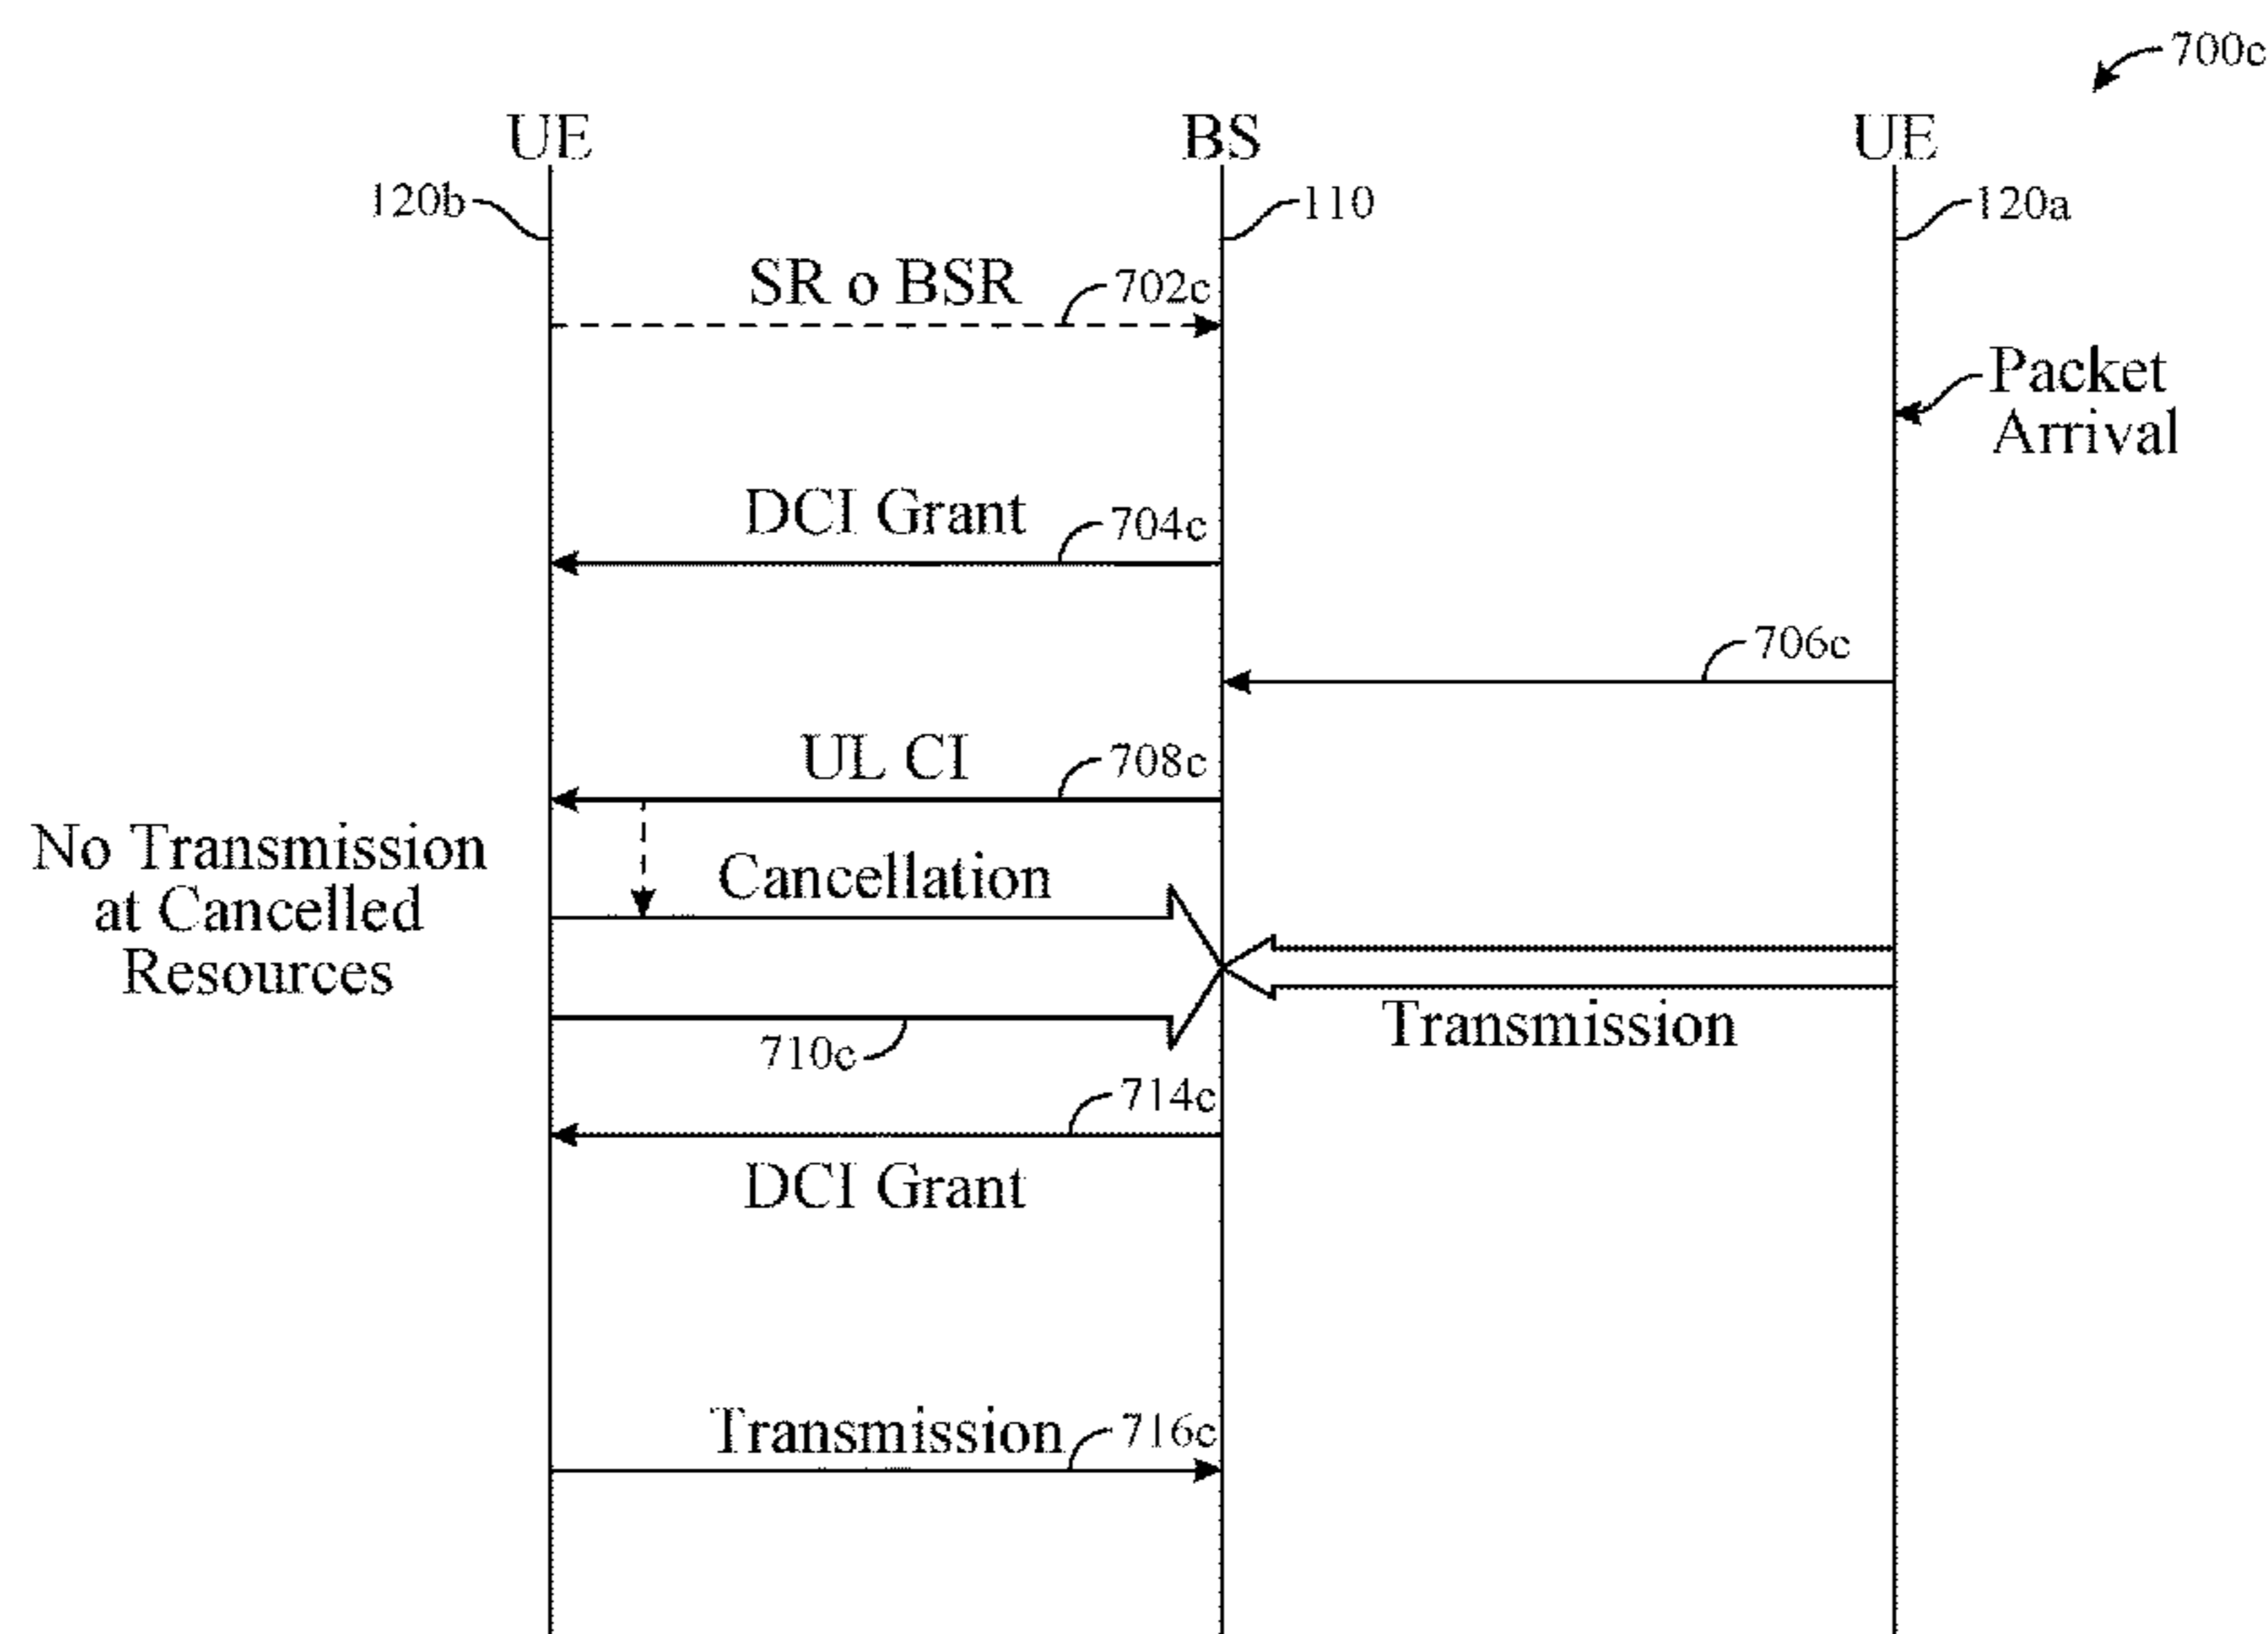 700c
UE
BS
UE
120b
110
120a
SR o BSR
702c
Packet
Arrival
DCI Grant
704c
706c
UL CI
708c
No Transmission
at Cancelled
Resources
Cancellation
Transmission
710c
714c
DCI Grant
Transmission
716c